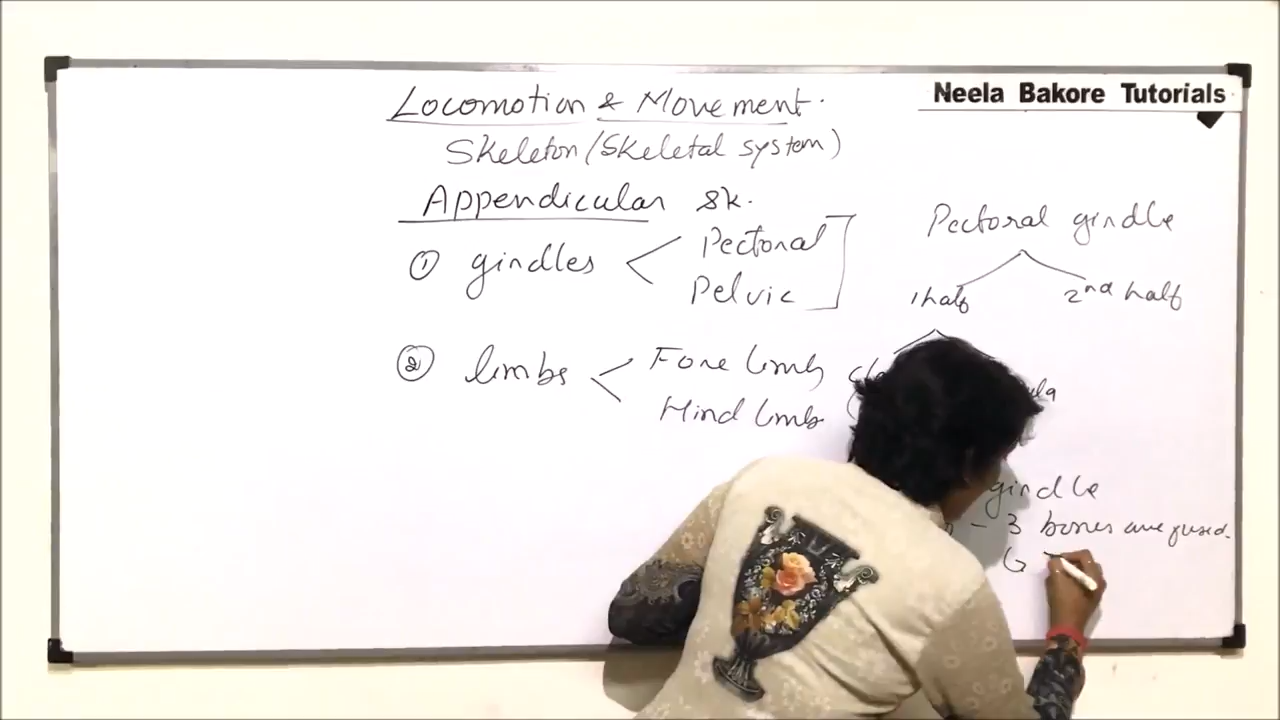 Neela Bakore Tutorials
Locomotion & Movement.
Skeleton (Skeletal system)
Appendicular sk.
① girdles < Pectoral
Pelvic
② limbs < Fore limb
Hind limb
Pectoral girdle
1 half
2nd half
girdle
- 3 bones are fused.